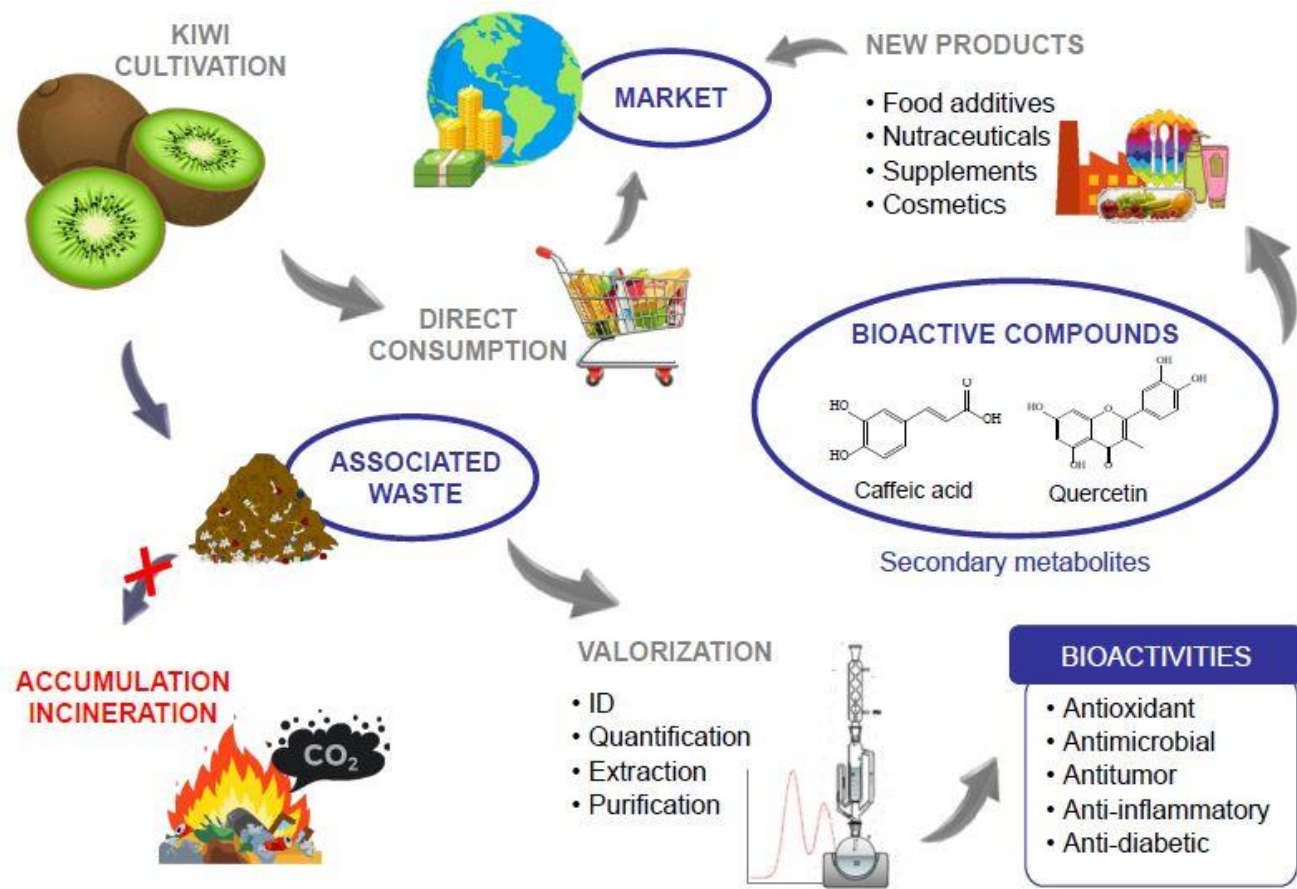 KIWI
CULTIVATION
MARKET
NEW PRODUCTS
• Food additives
• Nutraceuticals
• Supplements
• Cosmetics
DIRECT
CONSUMPTION
BIOACTIVE COMPOUNDS
O
HO
OH
HO
Caffeic acid
OH
OH
HO
O
OH
O
Quercetin
Secondary metabolites
ASSOCIATED
WASTE
ACCUMULATION
INCINERATION
CO2
VALORIZATION
• ID
• Quantification
• Extraction
• Purification
BIOACTIVITIES
• Antioxidant
• Antimicrobial
• Antitumor
• Anti-inflammatory
• Anti-diabetic